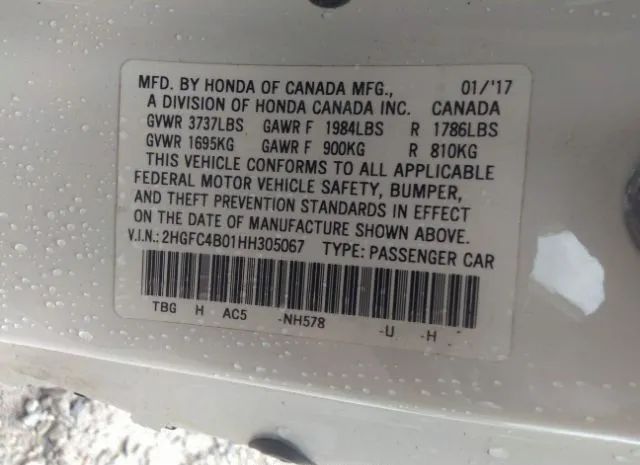 MFD. BY HONDA OF CANADA MFG., 01/'17
A DIVISION OF HONDA CANADA INC. CANADA
GVWR 3737LBS GAWR F 1984LBS R 1786LBS
GVWR 1695KG GAWR F 900KG R 810KG
THIS VEHICLE CONFORMS TO ALL APPLICABLE
FEDERAL MOTOR VEHICLE SAFETY, BUMPER,
AND THEFT PREVENTION STANDARDS IN EFFECT
ON THE DATE OF MANUFACTURE SHOWN ABOVE.
V.I.N.: 2HGFC4B01HH305067 TYPE: PASSENGER CAR
TBG H AC5 -NH578 -U -H-